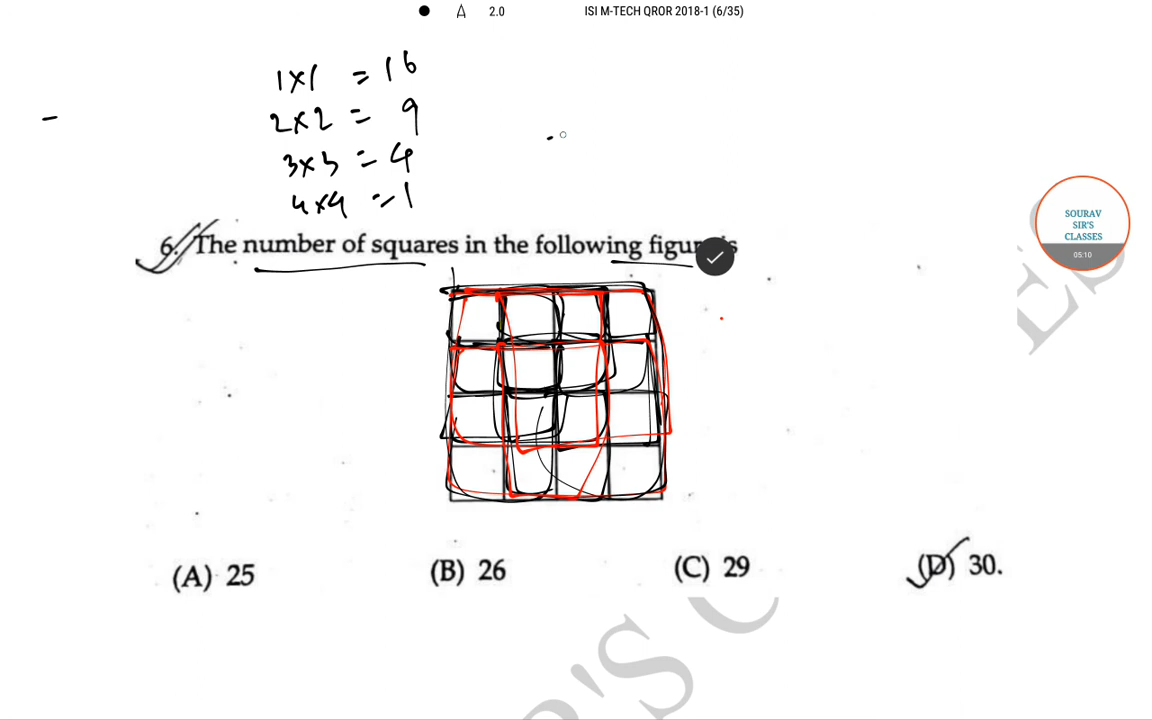 A 2.0 ISI M-TECH QROR 2018-1 (6/35)
1×1 = 16
2×2 = 9
3×3 = 4
4×4 = 1
SOURAV
SIR'S
CLASSES
05:10
6. The number of squares in the following figure is
(A) 25 (B) 26 (C) 29 (D) 30.